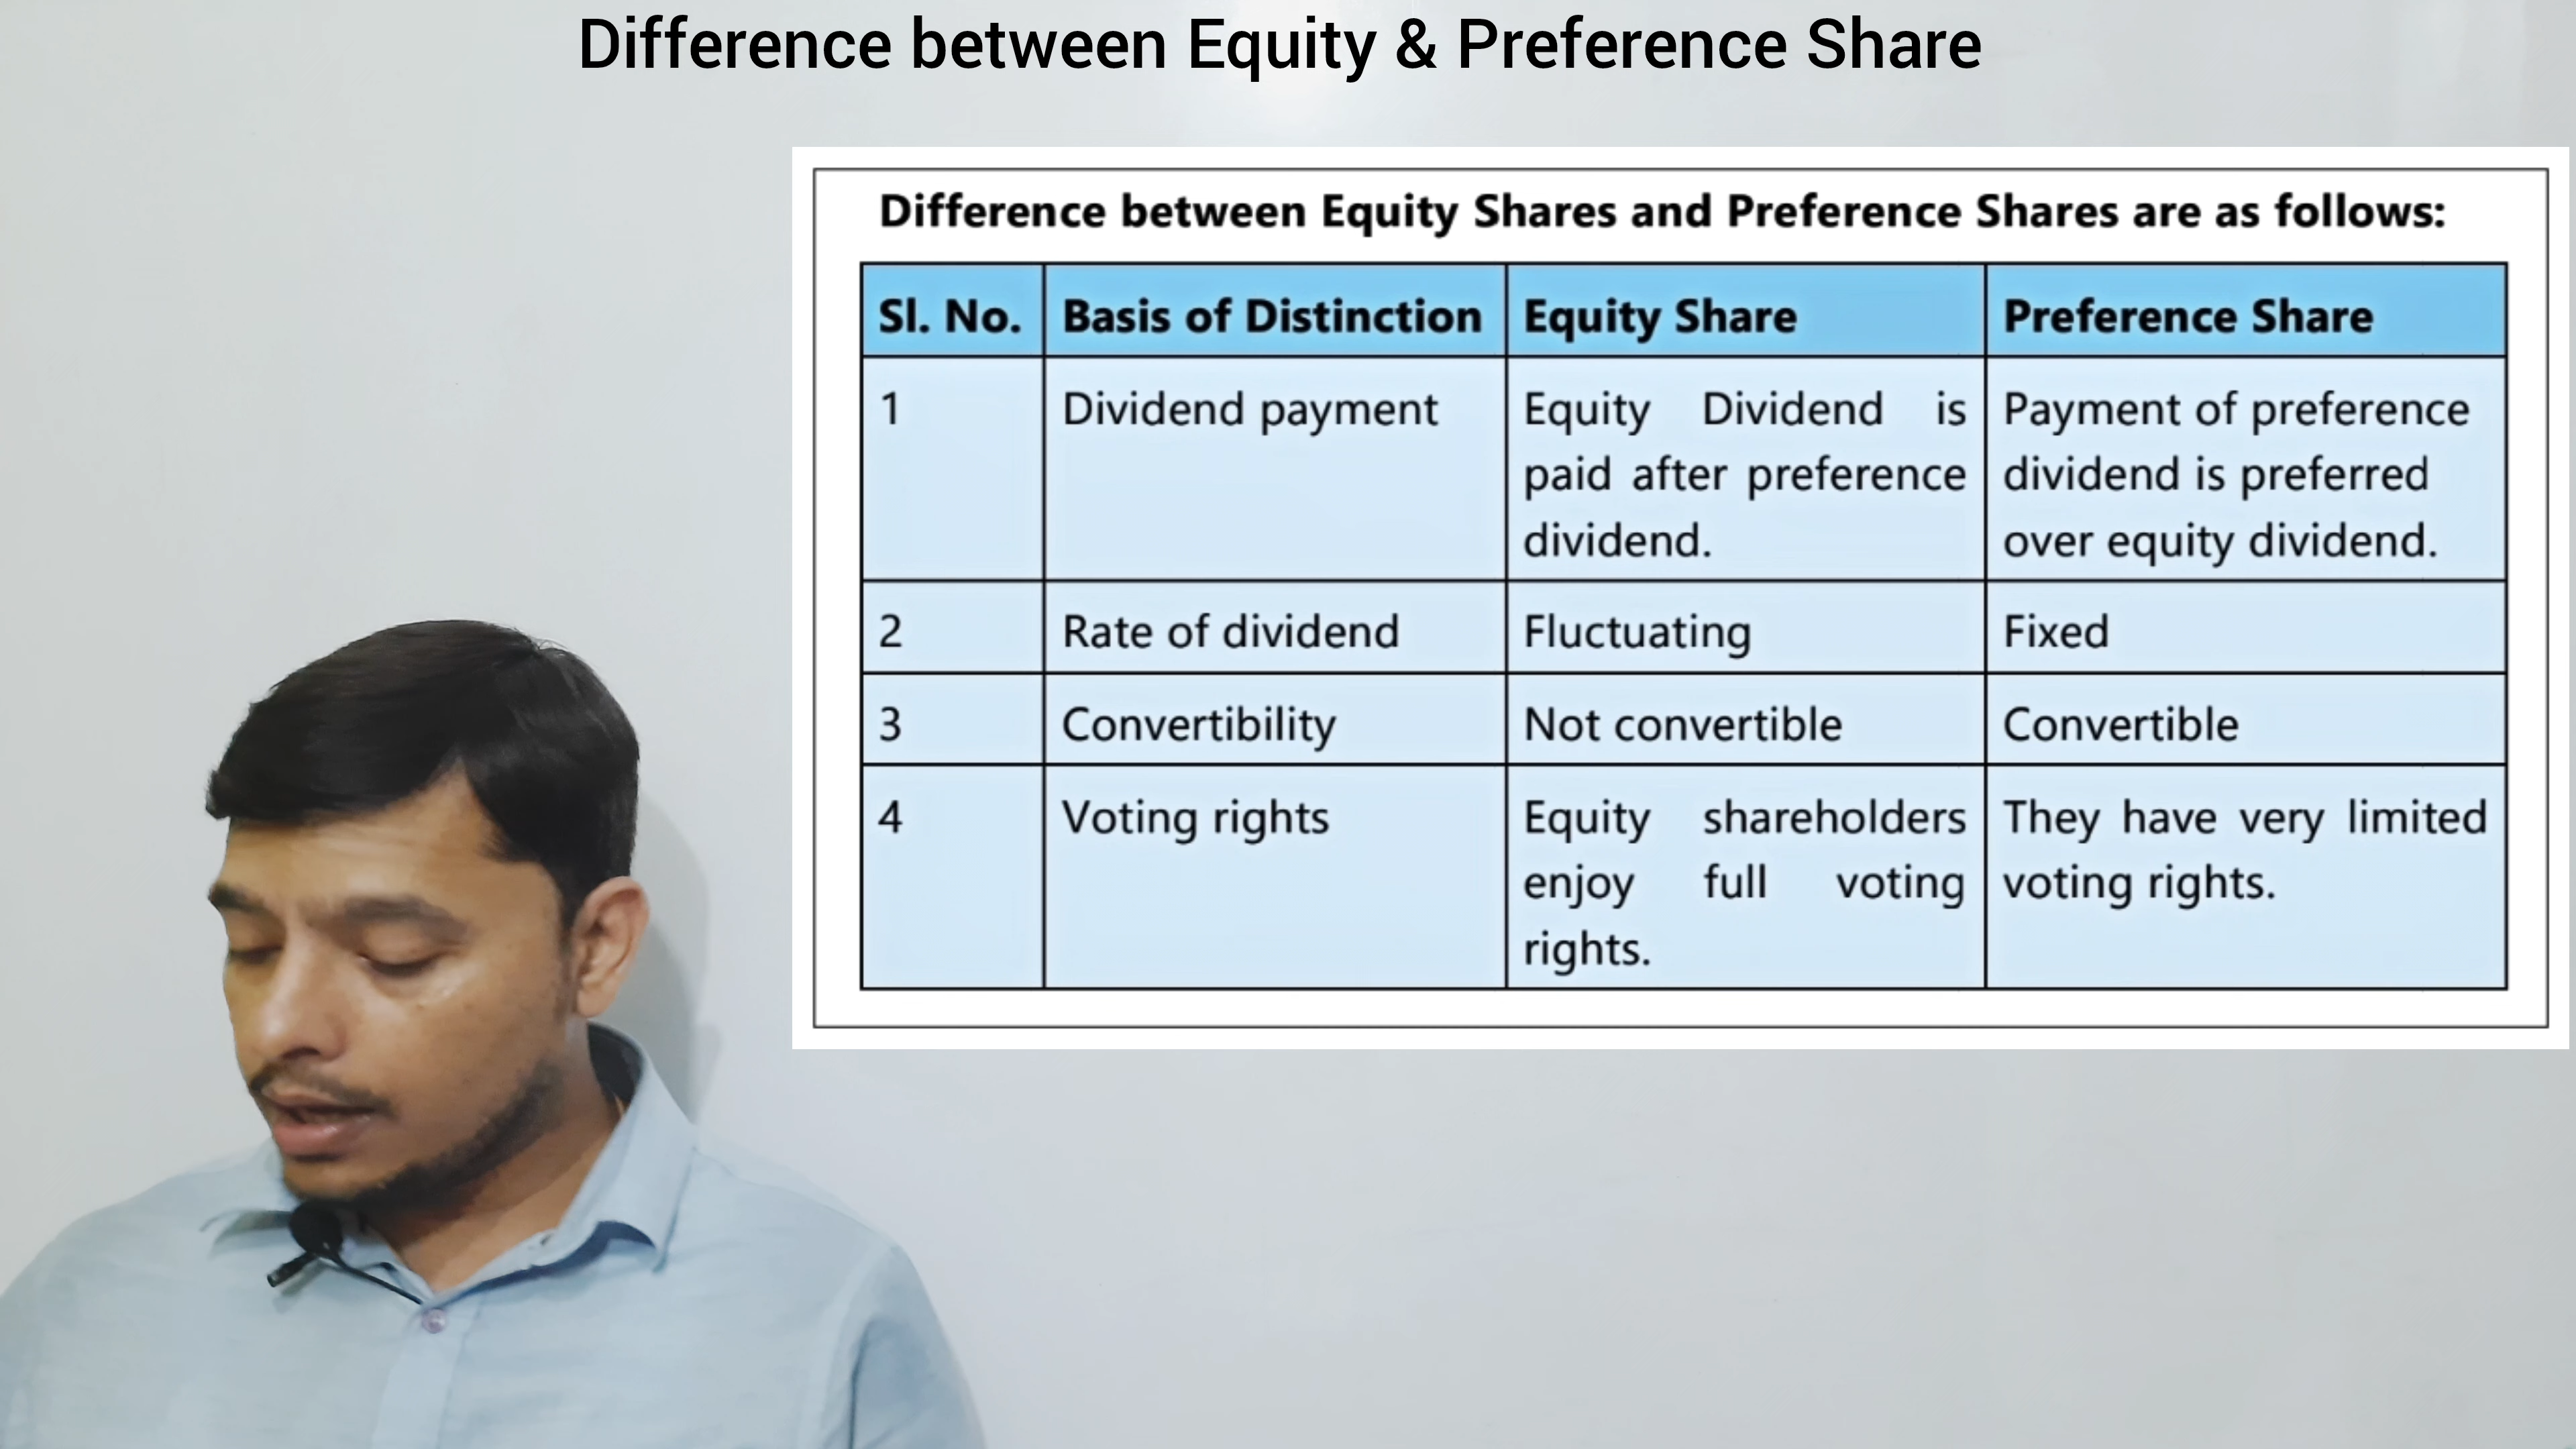 Difference between Equity & Preference Share
Difference between Equity Shares and Preference Shares are as follows:
Sl. No. Basis of Distinction Equity Share Preference Share
1 Dividend payment Equity Dividend is Payment of preference
paid after preference dividend is preferred
dividend. over equity dividend.
2 Rate of dividend Fluctuating Fixed
3 Convertibility Not convertible Convertible
4 Voting rights Equity shareholders They have very limited
enjoy full voting voting rights.
rights.